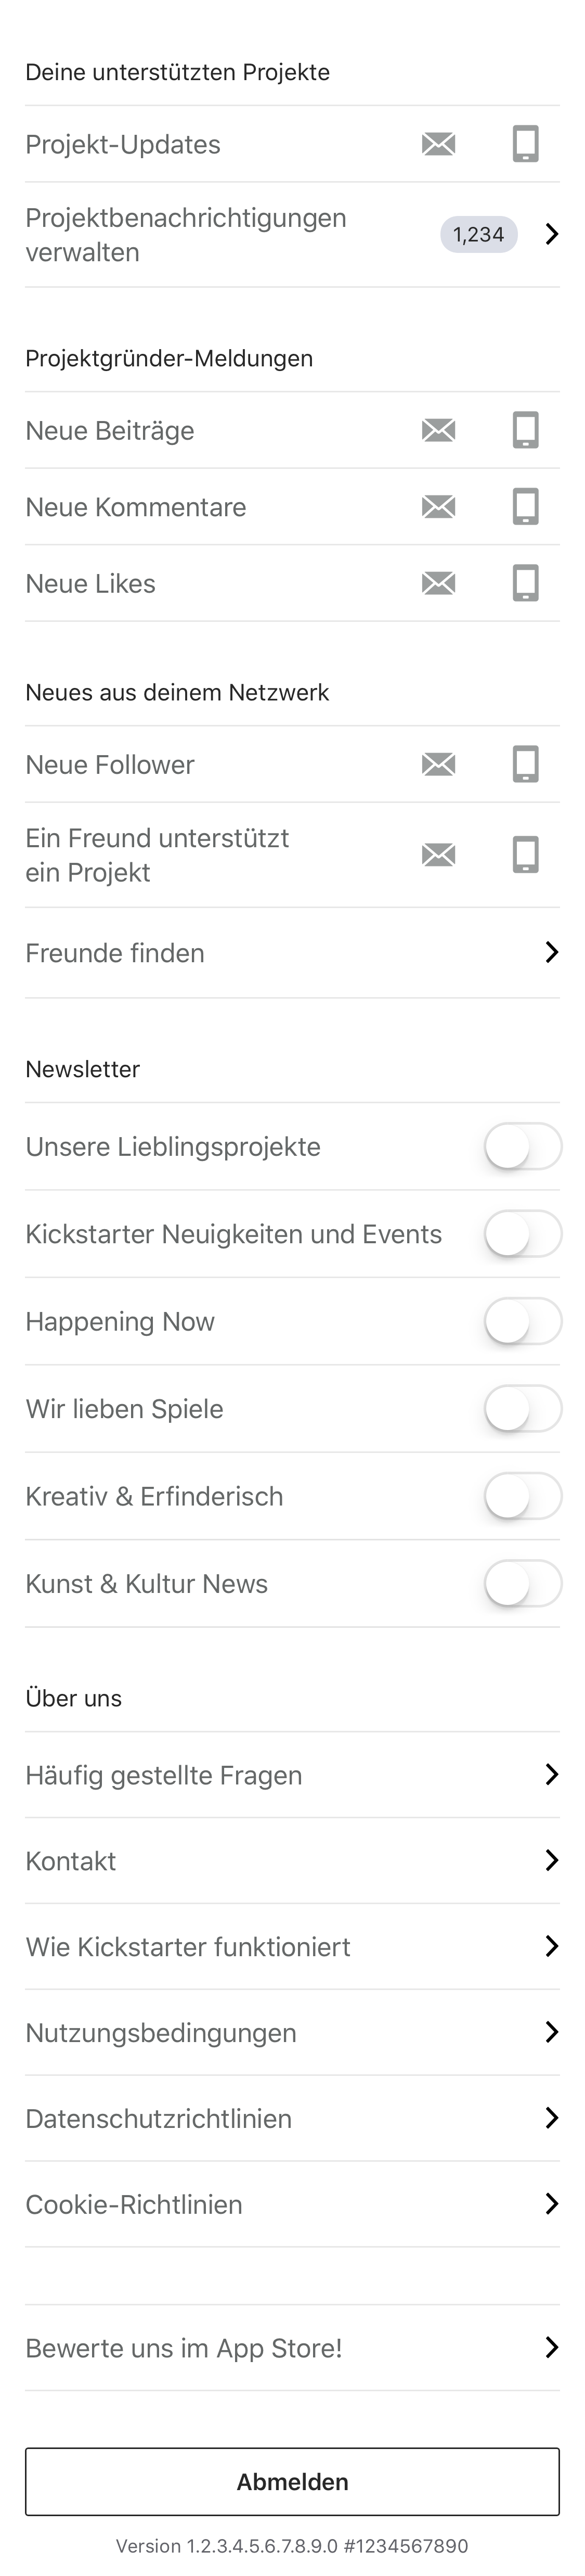 Deine unterstützten Projekte
Projekt-Updates
Projektbenachrichtigungen
verwalten
1,234
Projektgründer-Meldungen
Neue Beiträge
Neue Kommentare
Neue Likes
Neues aus deinem Netzwerk
Neue Follower
Ein Freund unterstützt
ein Projekt
Freunde finden
Newsletter
Unsere Lieblingsprojekte
Kickstarter Neuigkeiten und Events
Happening Now
Wir lieben Spiele
Kreativ & Erfinderisch
Kunst & Kultur News
Über uns
Häufig gestellte Fragen
Kontakt
Wie Kickstarter funktioniert
Nutzungsbedingungen
Datenschutzrichtlinien
Cookie-Richtlinien
Bewerte uns im App Store!
Abmelden
Version 1.2.3.4.5.6.7.8.9.0 #1234567890